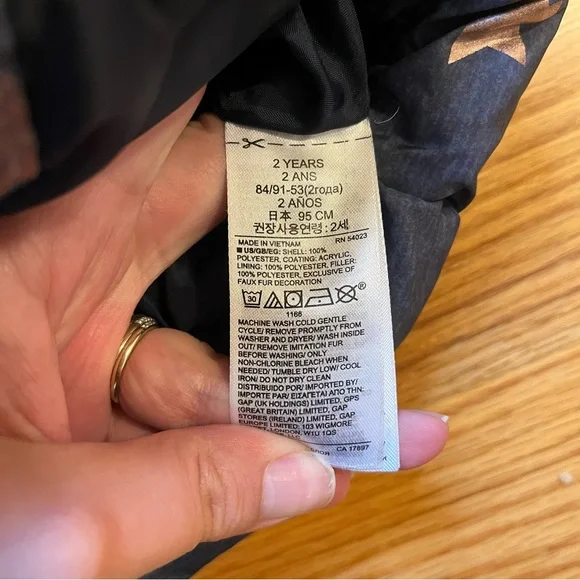 2 YEARS
2 ANS
84/91-53(2года)
2 AÑOS
日本 95 CM
권장사용연령: 2세
MADE IN VIETNAM RN 54023
US/GB/EG: SHELL: 100%
POLYESTER, COATING: ACRYLIC,
LINING: 100% POLYESTER, FILLER:
100% POLYESTER, EXCLUSIVE OF
FAUX FUR DECORATION
30
1166
MACHINE WASH COLD GENTLE
CYCLE/ REMOVE PROMPTLY FROM
WASHER AND DRYER/ WASH INSIDE
OUT/ REMOVE IMITATION FUR
BEFORE WASHING/ ONLY
NON-CHLORINE BLEACH WHEN
NEEDED/ TUMBLE DRY LOW/ COOL
IRON/ DO NOT DRY CLEAN
DISTRIBUIDO POR/ IMPORTED BY/
IMPORTE PAR/ ΕΙΣΑΓΕΤΑΙ ΑΠΟ ΤΗΝ:
GAP (UK HOLDINGS) LIMITED, GPS
(GREAT BRITAIN) LIMITED, GAP
STORES (IRELAND) LIMITED, GAP
EUROPE LIMITED: 103 WIGMORE
LONDON, W1U 1QS
CA 17897